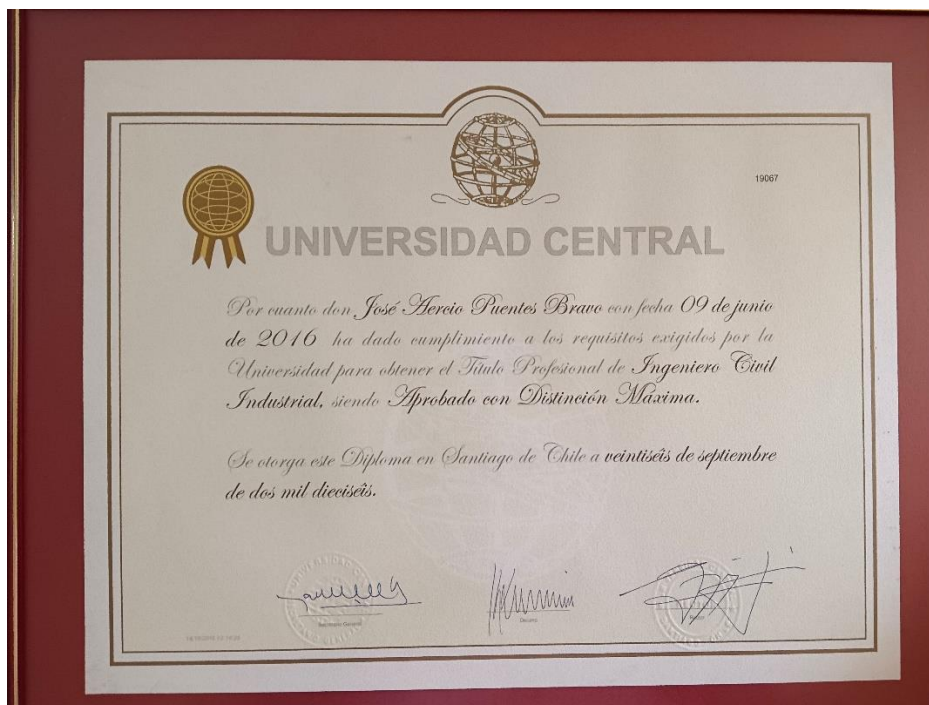 19067
UNIVERSIDAD CENTRAL
Por cuanto don José Hercio Puentes Bravo con fecha 09 de junio
de 2016 ha dado cumplimiento a los requisitos exigidos por la
Universidad para obtener el Título Profesional de Ingeniero Civil
Industrial, siendo Aprobado con Distinción Máxima.
Se otorga este Diploma en Santiago de Chile a veintiséis de septiembre
de dos mil dieciséis.
Secretario General
Decano
Rector